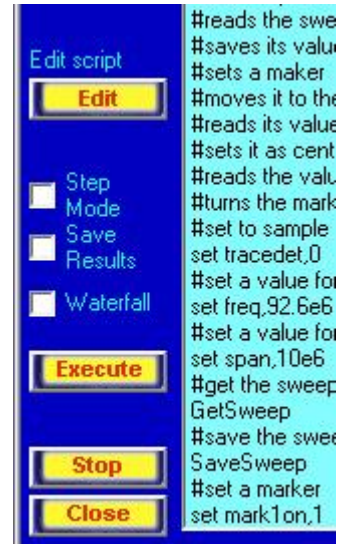 Edit script
Edit
Step
Mode
Save
Results
Waterfall
Execute
Stop
Close
#reads the swe
#saves its valu
#sets a maker
#moves it to the
#reads its value
#sets it as cent
#reads the valu
#turns the mark
#set to sample
set tracedet,0
#set a value for
set freq,92.6e6
#set a value for
set span,10e6
#get the sweep
GetSweep
#save the swee
SaveSweep
#set a marker
set mark1on,1